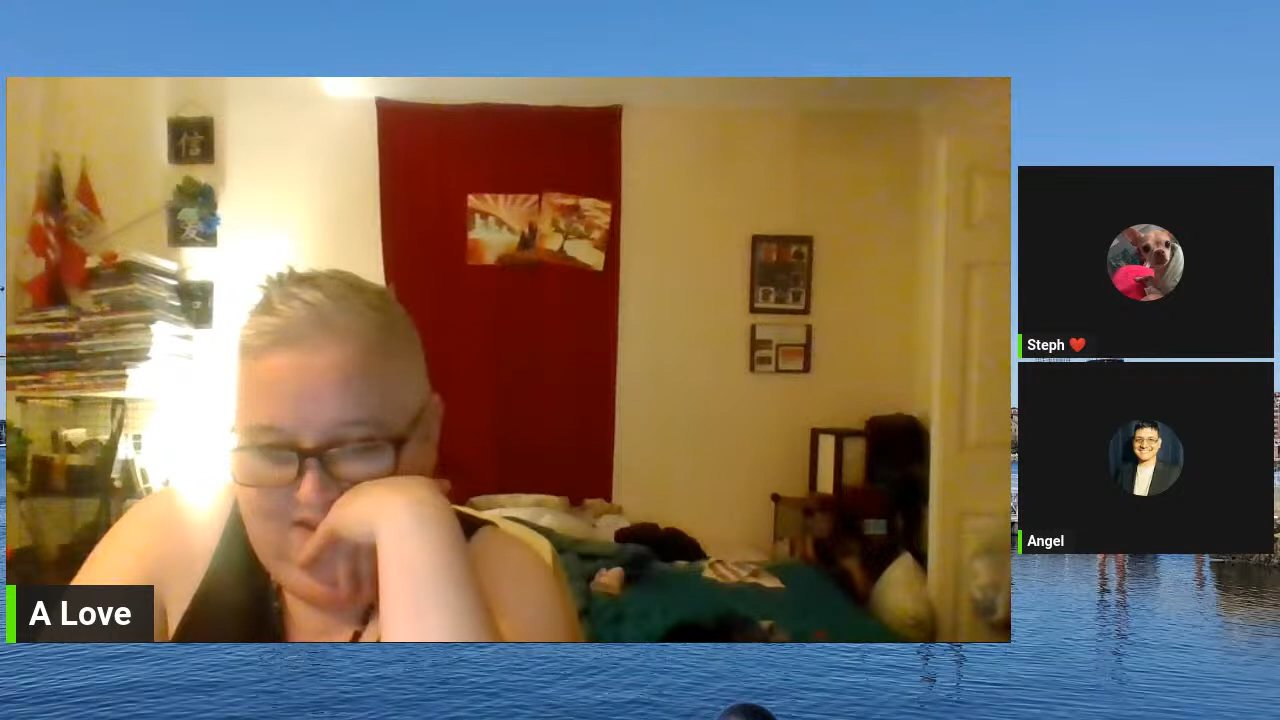 信
愛
A Love
Steph ❤️
Angel